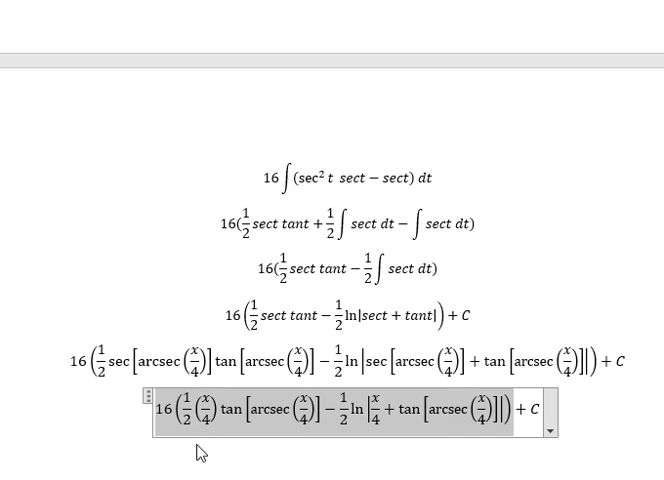 16∫(sec² t sect − sect) dt
16(1/2 sect tant + 1/2 ∫ sect dt − ∫ sect dt)
16(1/2 sect tant − 1/2 ∫ sect dt)
16(1/2 sect tant − 1/2 ln|sect + tant|) + C
16(1/2 sec[arcsec(x/4)] tan[arcsec(x/4)] − 1/2 ln|sec[arcsec(x/4)] + tan[arcsec(x/4)]|) + C
16(1/2 (x/4) tan[arcsec(x/4)] − 1/2 ln|x/4 + tan[arcsec(x/4)]|) + C